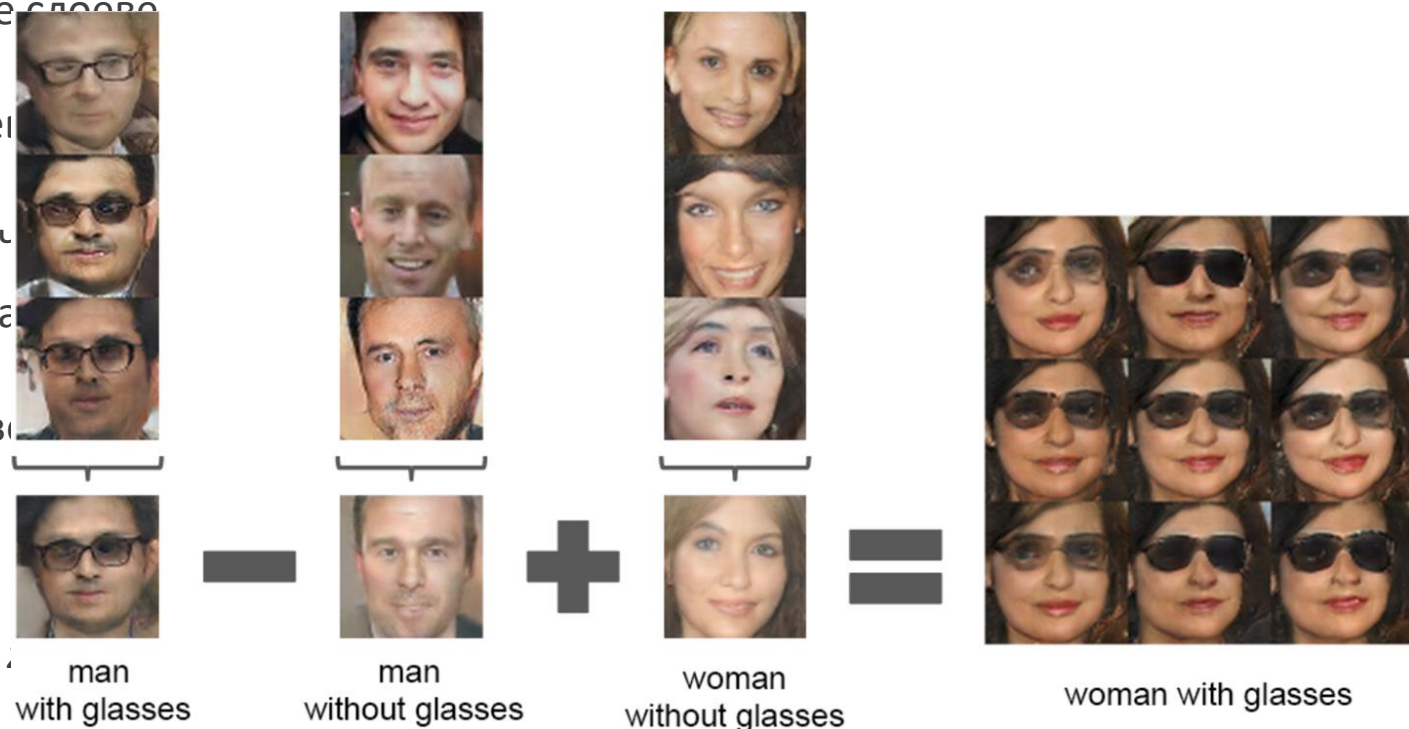 man
with glasses
man
without glasses
woman
without glasses
woman with glasses